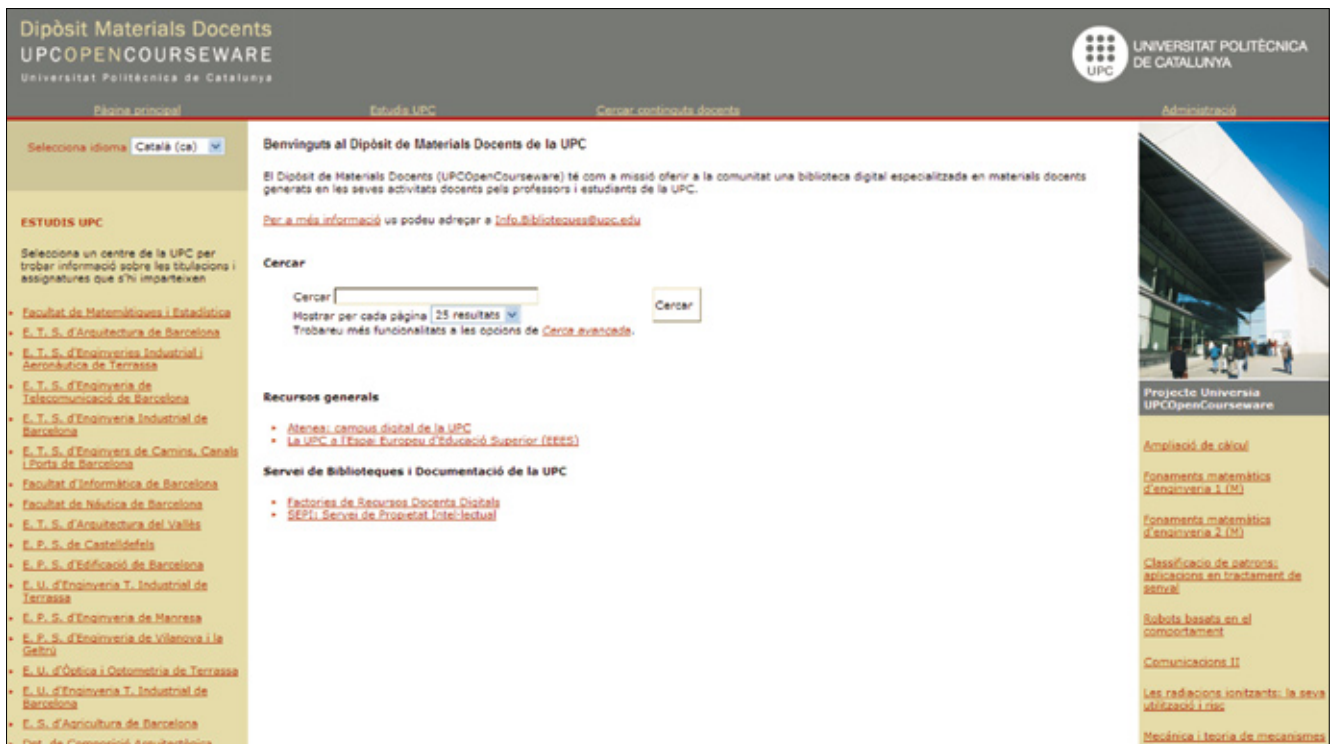 Dipòsit Materials Docents
UPCOPENCOURSEWARE
Universitat Politècnica de Catalunya
UPC
UNIVERSITAT POLITÈCNICA
DE CATALUNYA
Pàgina principal
Estudis UPC
Cercar continguts docents
Administració
Selecciona idioma Català (ca)
ESTUDIS UPC
Selecciona un centre de la UPC per
trobar informació sobre les titulacions i
assignatures que s'hi imparteixen
Facultat de Matemàtiques i Estadística
E. T. S. d'Arquitectura de Barcelona
E. T. S. d'Enginyeries Industrial i
Aeronàutica de Terrassa
E. T. S. d'Enginyeria de
Telecomunicació de Barcelona
E. T. S. d'Enginyeria Industrial de
Barcelona
E. T. S. d'Enginyers de Camins, Canals
i Ports de Barcelona
Facultat d'Informàtica de Barcelona
Facultat de Nàutica de Barcelona
E. T. S. d'Arquitectura del Vallès
E. P. S. de Castelldefels
E. P. S. d'Edificació de Barcelona
E. U. d'Enginyeria T. Industrial de
Terrassa
E. P. S. d'Enginyeria de Manresa
E. P. S. d'Enginyeria de Vilanova i la
Geltrú
E. U. d'Òptica i Optometria de Terrassa
E. U. d'Enginyeria T. Industrial de
Barcelona
E. S. d'Agricultura de Barcelona
Dpt. de Composició Arquitectònica
Benvinguts al Dipòsit de Materials Docents de la UPC
El Dipòsit de Materials Docents (UPCOpenCourseware) té com a missió oferir a la comunitat una biblioteca digital especialitzada en materials docents
generats en les seves activitats docents pels professors i estudiants de la UPC.
Per a més informació us podeu adreçar a Info.Biblioteques@upc.edu
Cercar
Cercar
Cercar
Mostrar per cada pàgina 25 resultats
Trobareu més funcionalitats a les opcions de Cerca avançada.
Recursos generals
Atenea: campus digital de la UPC
La UPC a l'Espai Europeu d'Educació Superior (EEES)
Servei de Biblioteques i Documentació de la UPC
Factories de Recursos Docents Digitals
SEPI: Servei de Propietat Intel·lectual
Projecte Universia
UPCOpenCourseware
Ampliació de càlcul
Fonaments matemàtics
d'enginyeria 1 (M)
Fonaments matemàtics
d'enginyeria 2 (M)
Classificacio de patrons:
aplicacions en tractament de
senyal
Robots basats en el
comportament
Comunicacions II
Les radiacions ionitzants: la seva
utilització i risc
Mecánica i teoria de mecanismes